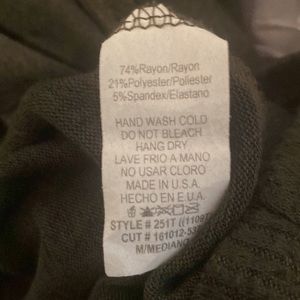 74%Rayon/Rayon
21%Polyester/Poliester
5%Spandex/Elastano
HAND WASH COLD
DO NOT BLEACH
HANG DRY
LAVE FRIO A MANO
NO USAR CLORO
MADE IN U.S.A.
HECHO EN E.U.A.
STYLE # 251T
CUT # 161012-
M/MEDIANO